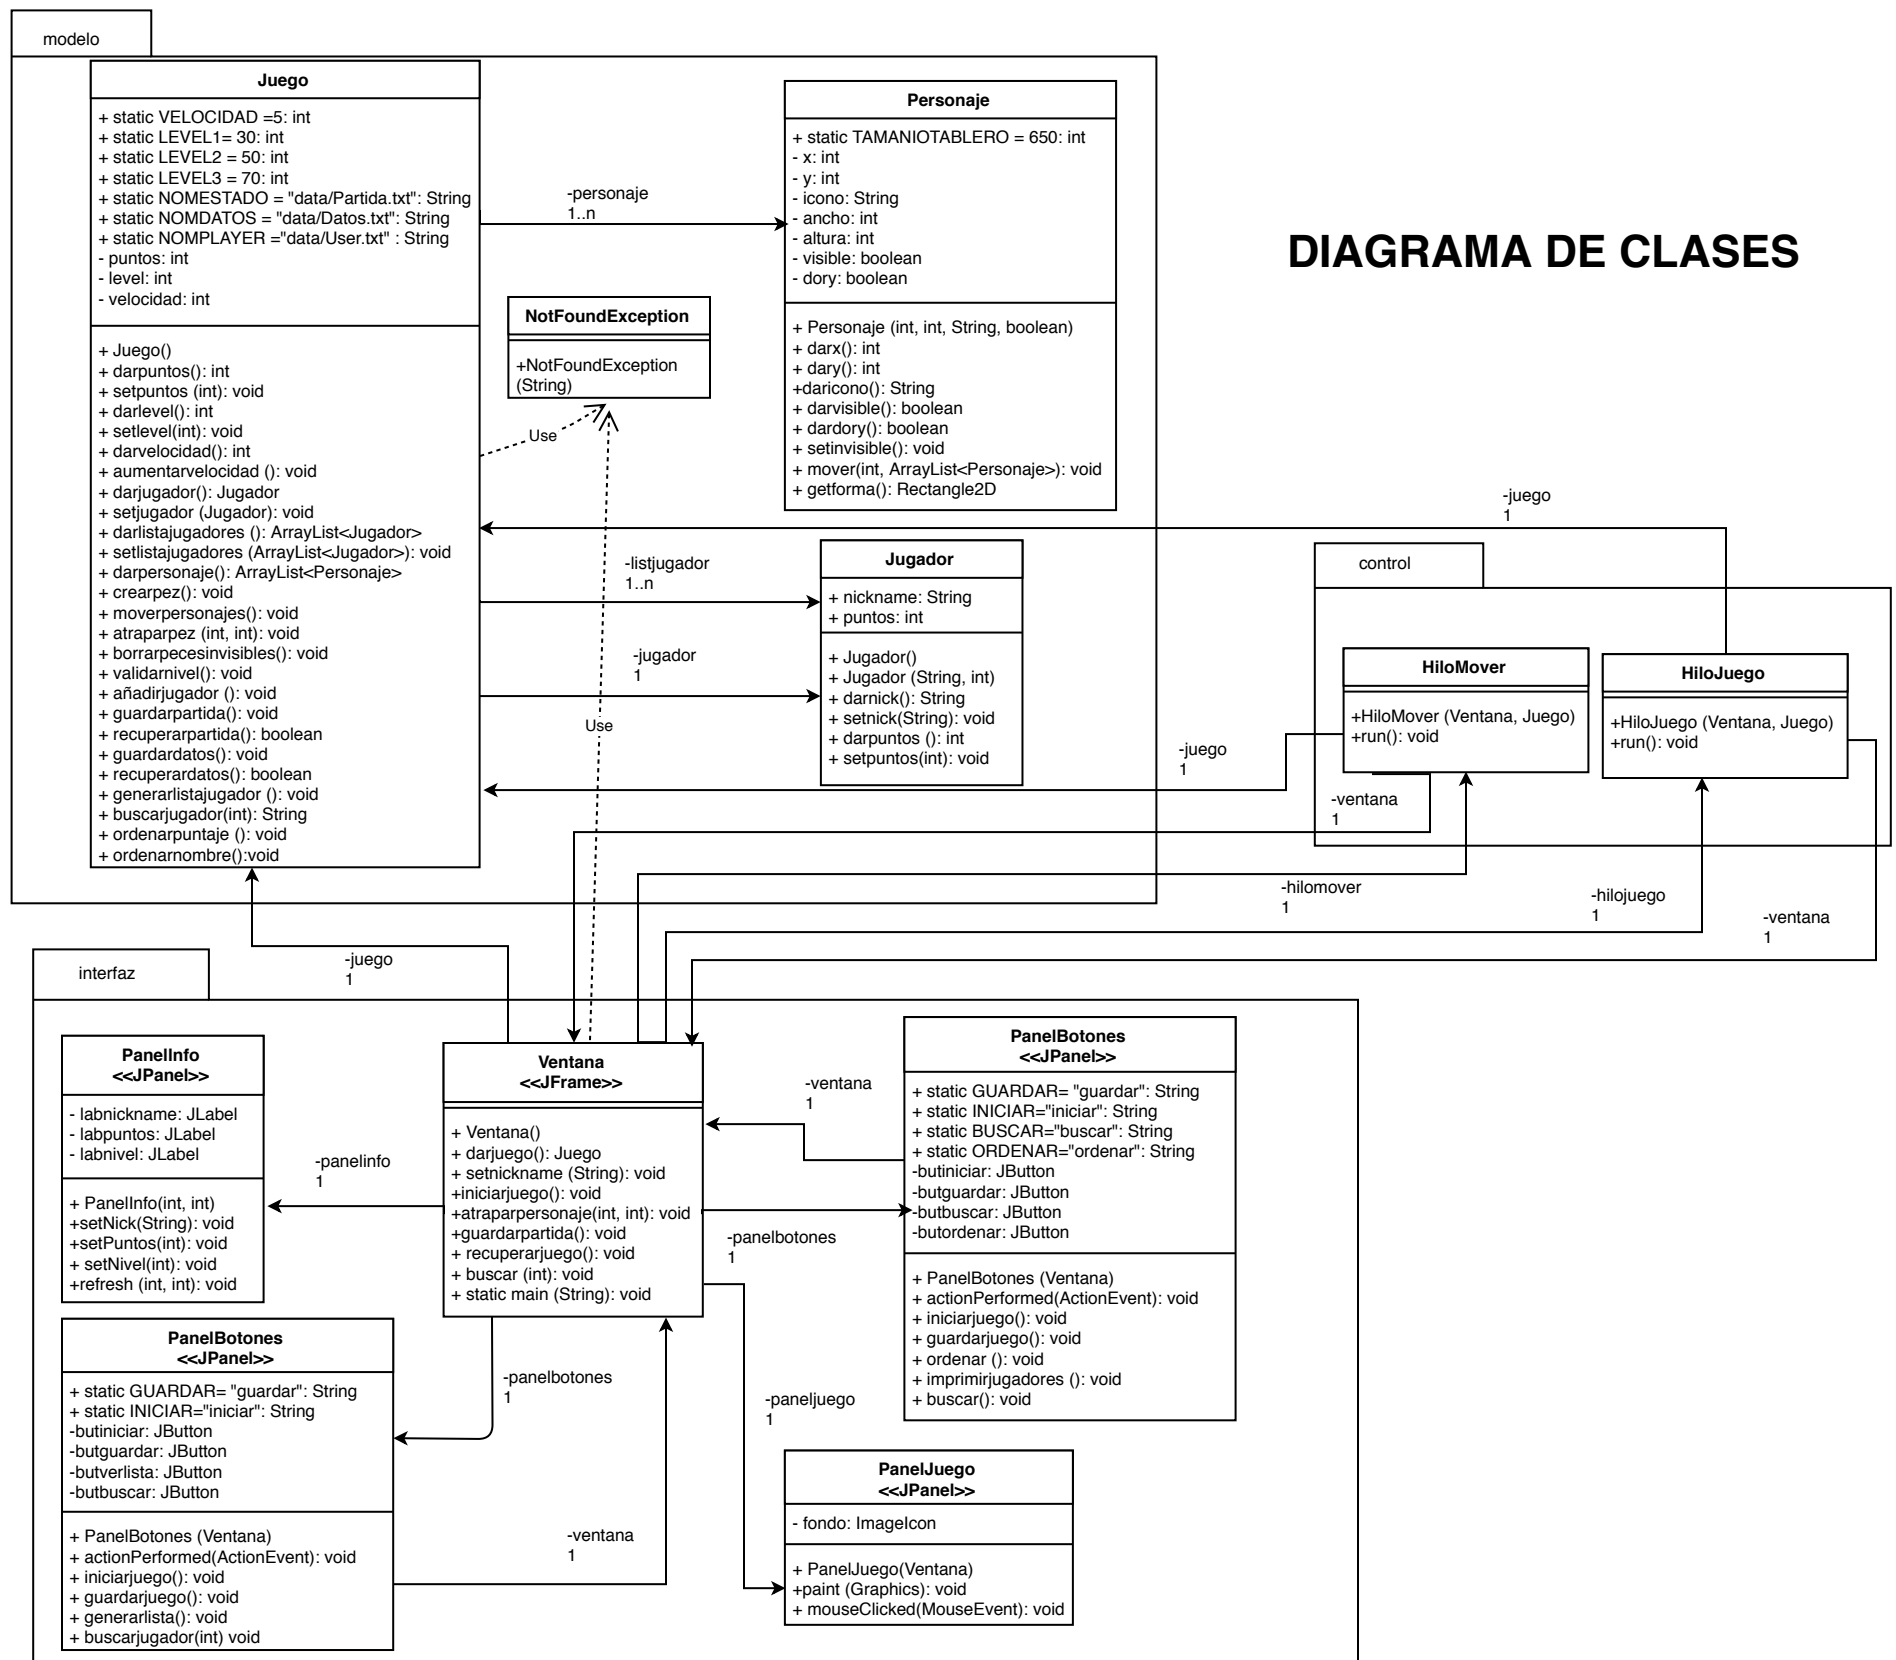 modelo
Juego
+ static VELOCIDAD =5: int
+ static LEVEL1= 30: int
+ static LEVEL2 = 50: int
+ static LEVEL3 = 70: int
+ static NOMESTADO = "data/Partida.txt": String
+ static NOMDATOS = "data/Datos.txt": String
+ static NOMPLAYER ="data/User.txt" : String
- puntos: int
- level: int
- velocidad: int
+ Juego()
+ darpuntos(): int
+ setpuntos (int): void
+ darlevel(): int
+ setlevel(int): void
+ darvelocidad(): int
+ aumentarvelocidad (): void
+ darjugador(): Jugador
+ setjugador (Jugador): void
+ darlistajugadores (): ArrayList<Jugador>
+ setlistajugadores (ArrayList<Jugador>): void
+ darpersonaje(): ArrayList<Personaje>
+ crearpez(): void
+ moverpersonajes(): void
+ atraparpez (int, int): void
+ borrarpecesinvisibles(): void
+ validarnivel(): void
+ añadirjugador (): void
+ guardarpartida(): void
+ recuperarpartida(): boolean
+ guardardatos(): void
+ recuperardatos(): boolean
+ generarlistajugador (): void
+ buscarjugador(int): String
+ ordenarpuntaje (): void
+ ordenarnombre():void
-personaje
1..n
Personaje
+ static TAMANIOTABLERO = 650: int
- x: int
- y: int
- icono: String
- ancho: int
- altura: int
- visible: boolean
- dory: boolean
+ Personaje (int, int, String, boolean)
+ darx(): int
+ dary(): int
+daricono(): String
+ darvisible(): boolean
+ dardory(): boolean
+ setinvisible(): void
+ mover(int, ArrayList<Personaje>): void
+ getforma(): Rectangle2D
DIAGRAMA DE CLASES
NotFoundException
+NotFoundException
(String)
Use
Use
-listjugador
1..n
-jugador
1
Jugador
+ nickname: String
+ puntos: int
+ Jugador()
+ Jugador (String, int)
+ darnick(): String
+ setnick(String): void
+ darpuntos (): int
+ setpuntos(int): void
-juego
1
control
HiloMover
+HiloMover (Ventana, Juego)
+run(): void
HiloJuego
+HiloJuego (Ventana, Juego)
+run(): void
-juego
1
-ventana
1
-hilomover
1
-hilojuego
1
-ventana
1
-juego
1
interfaz
PanelInfo
<<JPanel>>
- labnickname: JLabel
- labpuntos: JLabel
- labnivel: JLabel
+ PanelInfo(int, int)
+setNick(String): void
+setPuntos(int): void
+ setNivel(int): void
+refresh (int, int): void
-panelinfo
1
Ventana
<<JFrame>>
+ Ventana()
+ darjuego(): Juego
+ setnickname (String): void
+iniciarjuego(): void
+atraparpersonaje(int, int): void
+guardarpartida(): void
+ recuperarjuego(): void
+ buscar (int): void
+ static main (String): void
-ventana
1
-panelbotones
1
PanelBotones
<<JPanel>>
+ static GUARDAR= "guardar": String
+ static INICIAR="iniciar": String
+ static BUSCAR="buscar": String
+ static ORDENAR="ordenar": String
-butiniciar: JButton
-butguardar: JButton
-butbuscar: JButton
-butordenar: JButton
+ PanelBotones (Ventana)
+ actionPerformed(ActionEvent): void
+ iniciarjuego(): void
+ guardarjuego(): void
+ ordenar (): void
+ imprimirjugadores (): void
+ buscar(): void
PanelBotones
<<JPanel>>
+ static GUARDAR= "guardar": String
+ static INICIAR="iniciar": String
-butiniciar: JButton
-butguardar: JButton
-butverlista: JButton
-butbuscar: JButton
+ PanelBotones (Ventana)
+ actionPerformed(ActionEvent): void
+ iniciarjuego(): void
+ guardarjuego(): void
+ generarlista(): void
+ buscarjugador(int) void
-panelbotones
1
-ventana
1
-paneljuego
1
PanelJuego
<<JPanel>>
- fondo: ImageIcon
+ PanelJuego(Ventana)
+paint (Graphics): void
+ mouseClicked(MouseEvent): void